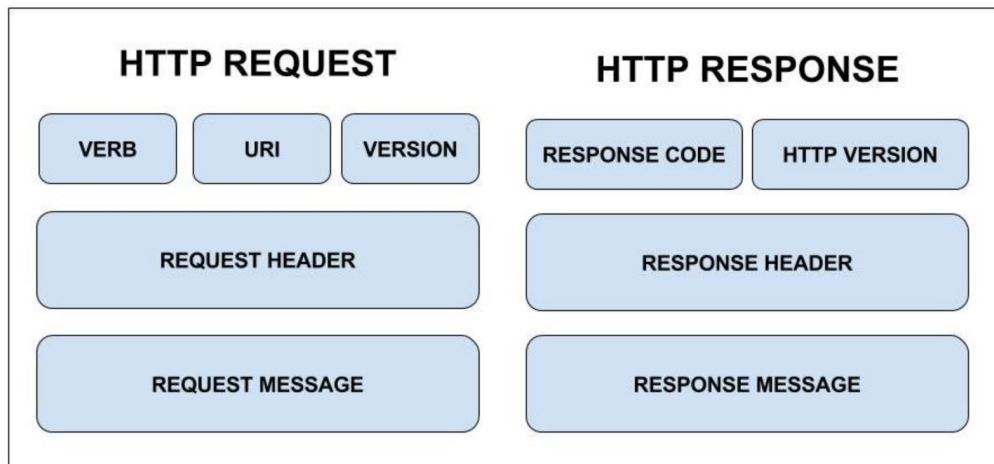 HTTP REQUEST
VERB
URI
VERSION
REQUEST HEADER
REQUEST MESSAGE
HTTP RESPONSE
RESPONSE CODE
HTTP VERSION
RESPONSE HEADER
RESPONSE MESSAGE